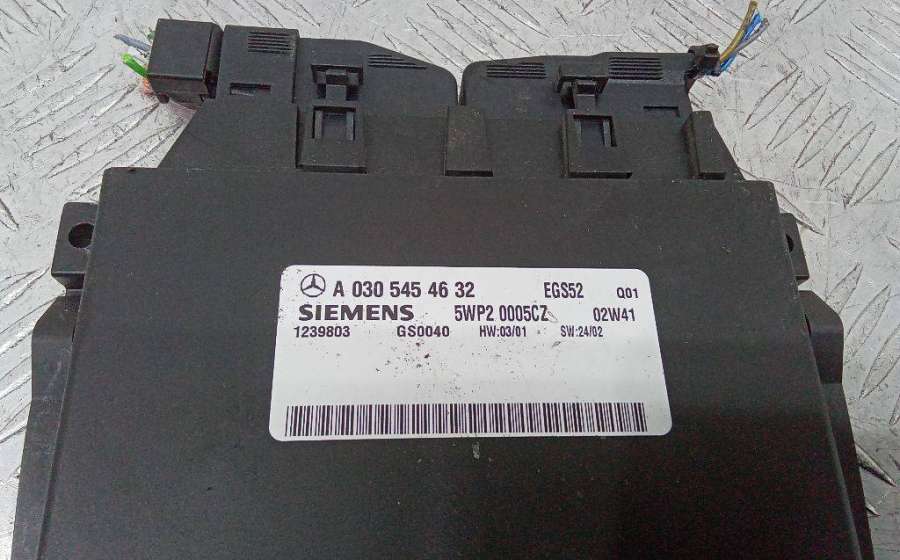 A 030 545 46 32 EGS52 Q01
SIEMENS 5WP2 0005CZ 02W41
1239803 GS0040 HW:03/01 SW:24/02